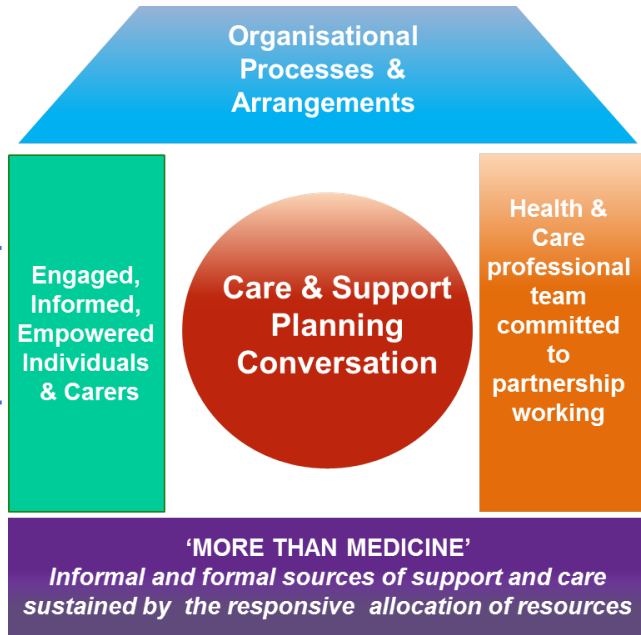 Organisational
Processes &
Arrangements
Engaged,
Informed,
Empowered
Individuals
& Carers
Care & Support
Planning
Conversation
Health &
Care
professional
team
committed
to
partnership
working
‘MORE THAN MEDICINE’
Informal and formal sources of support and care
sustained by the responsive allocation of resources